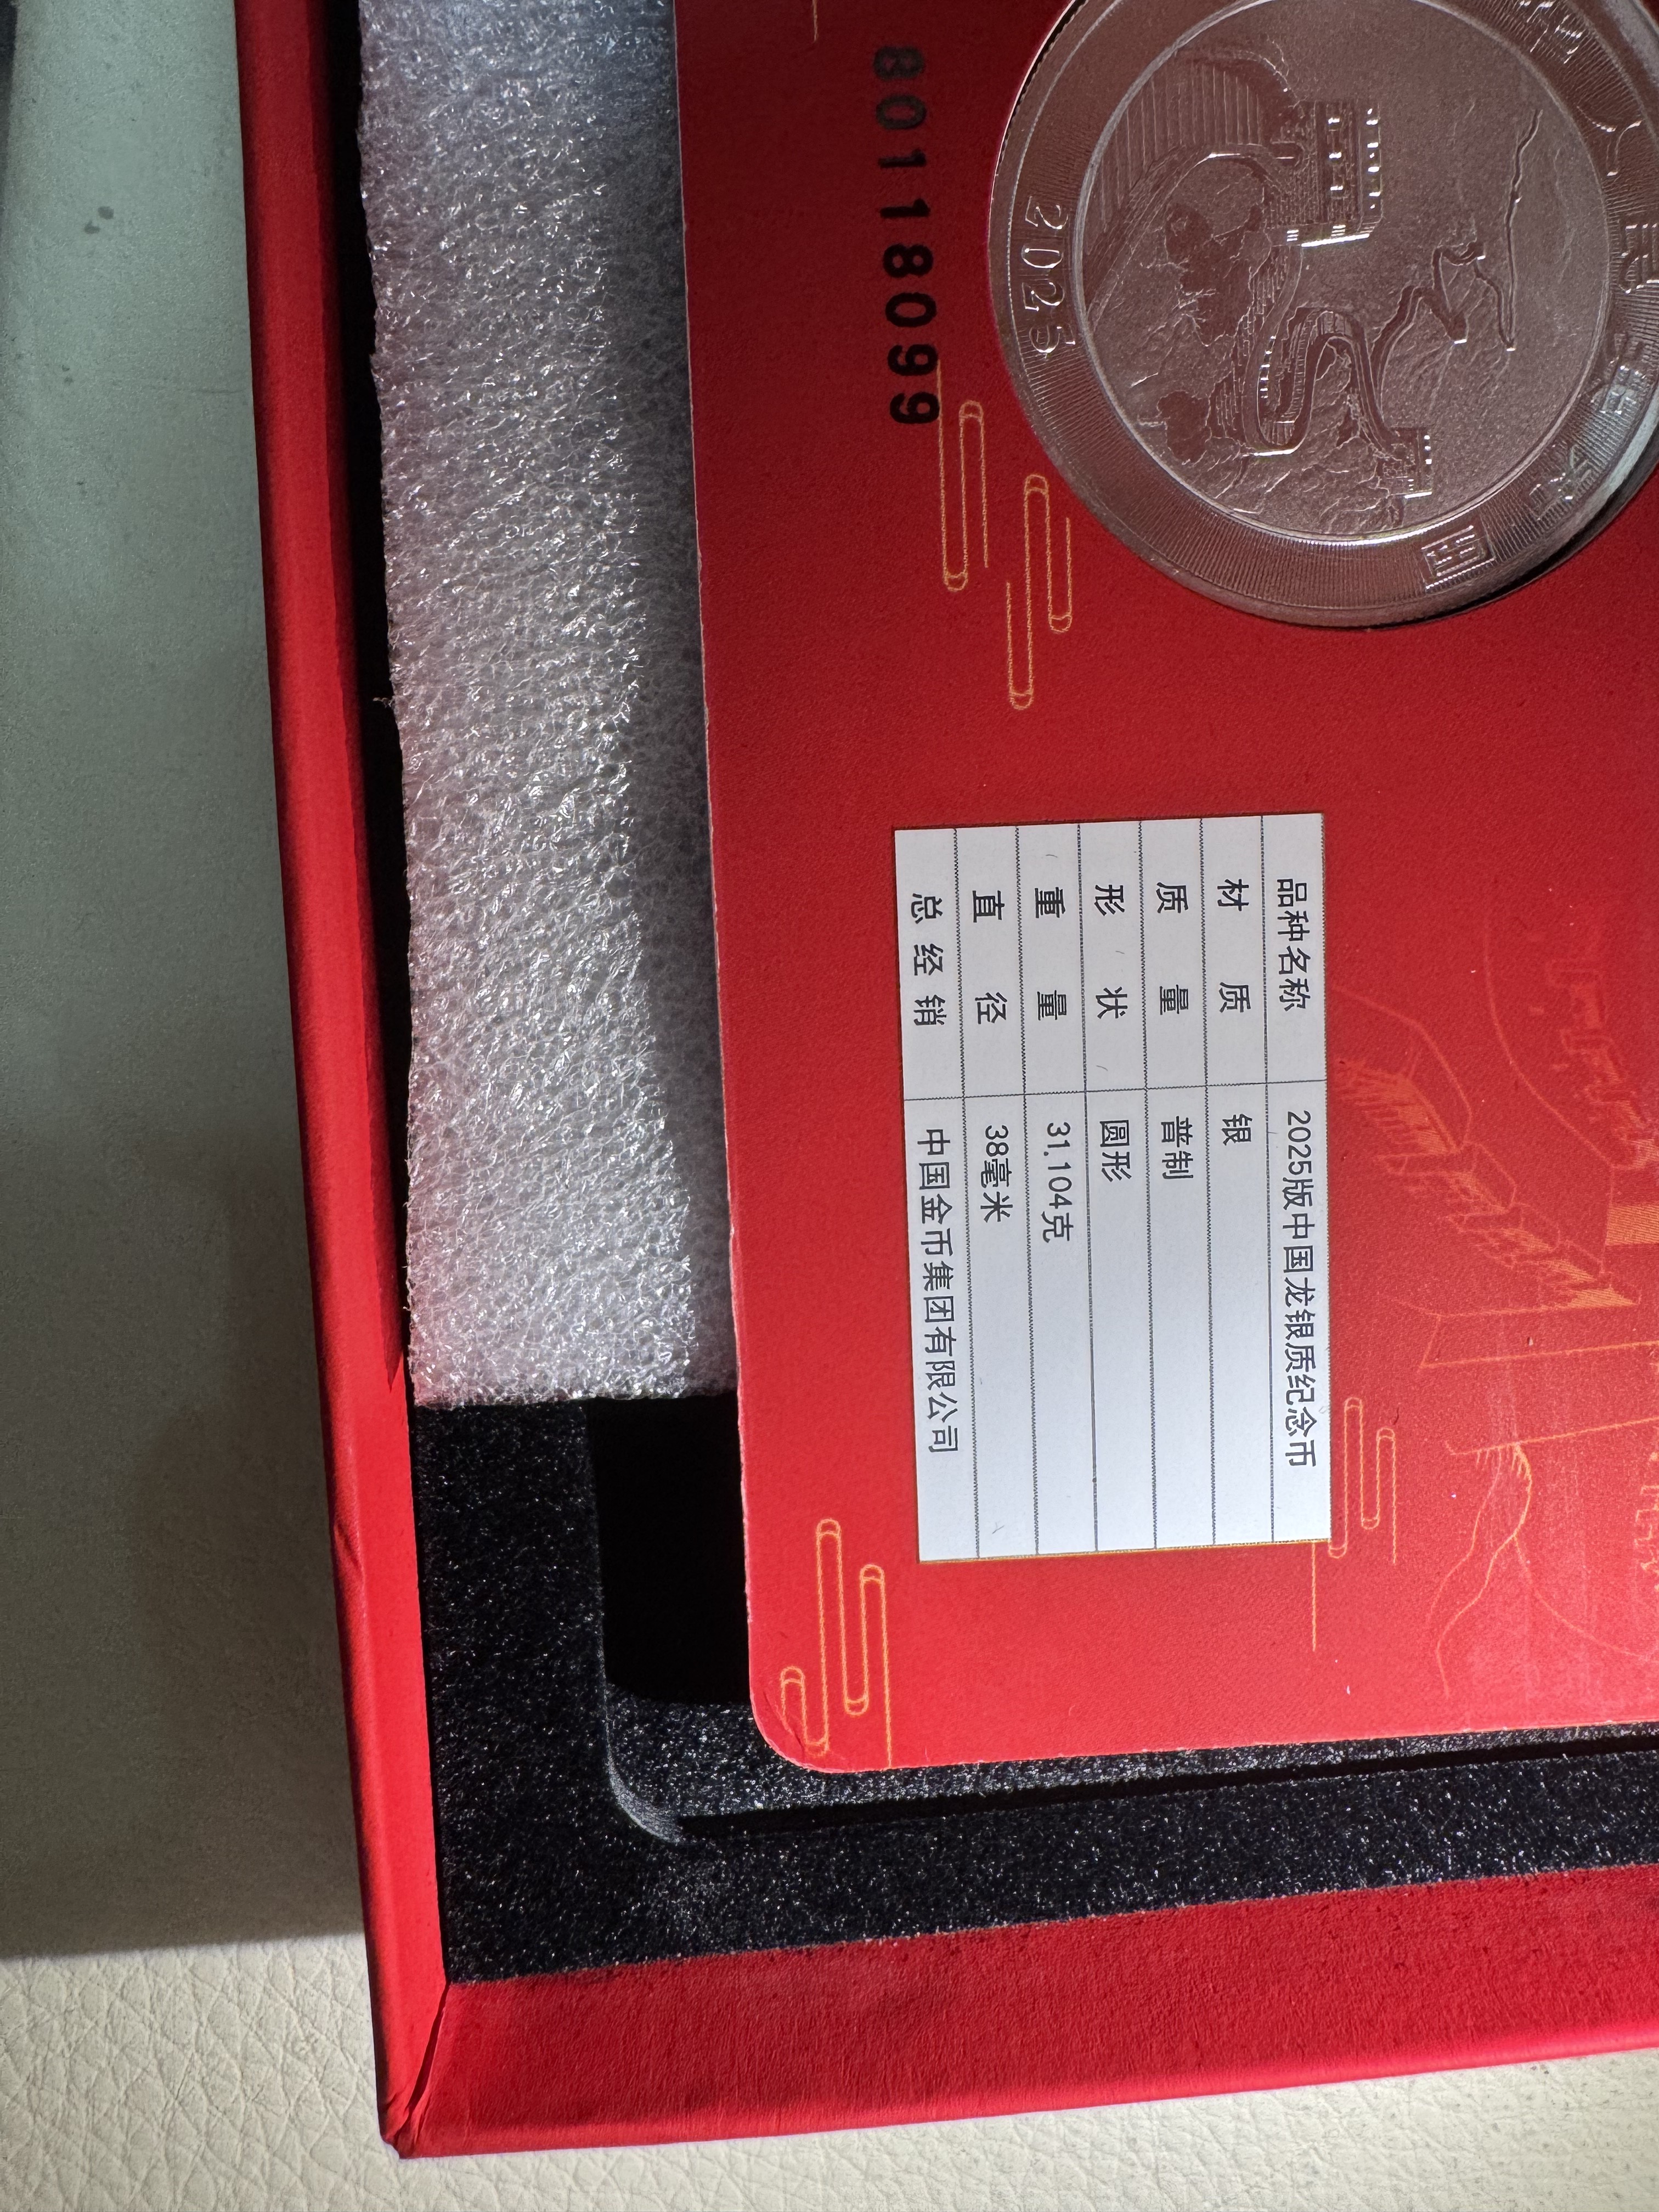 2025
80118099
品种名称 2025版中国龙银质纪念币
材质 银
质量 普制
形状 圆形
重量 31.104克
直径 38毫米
总经销 中国金币集团有限公司